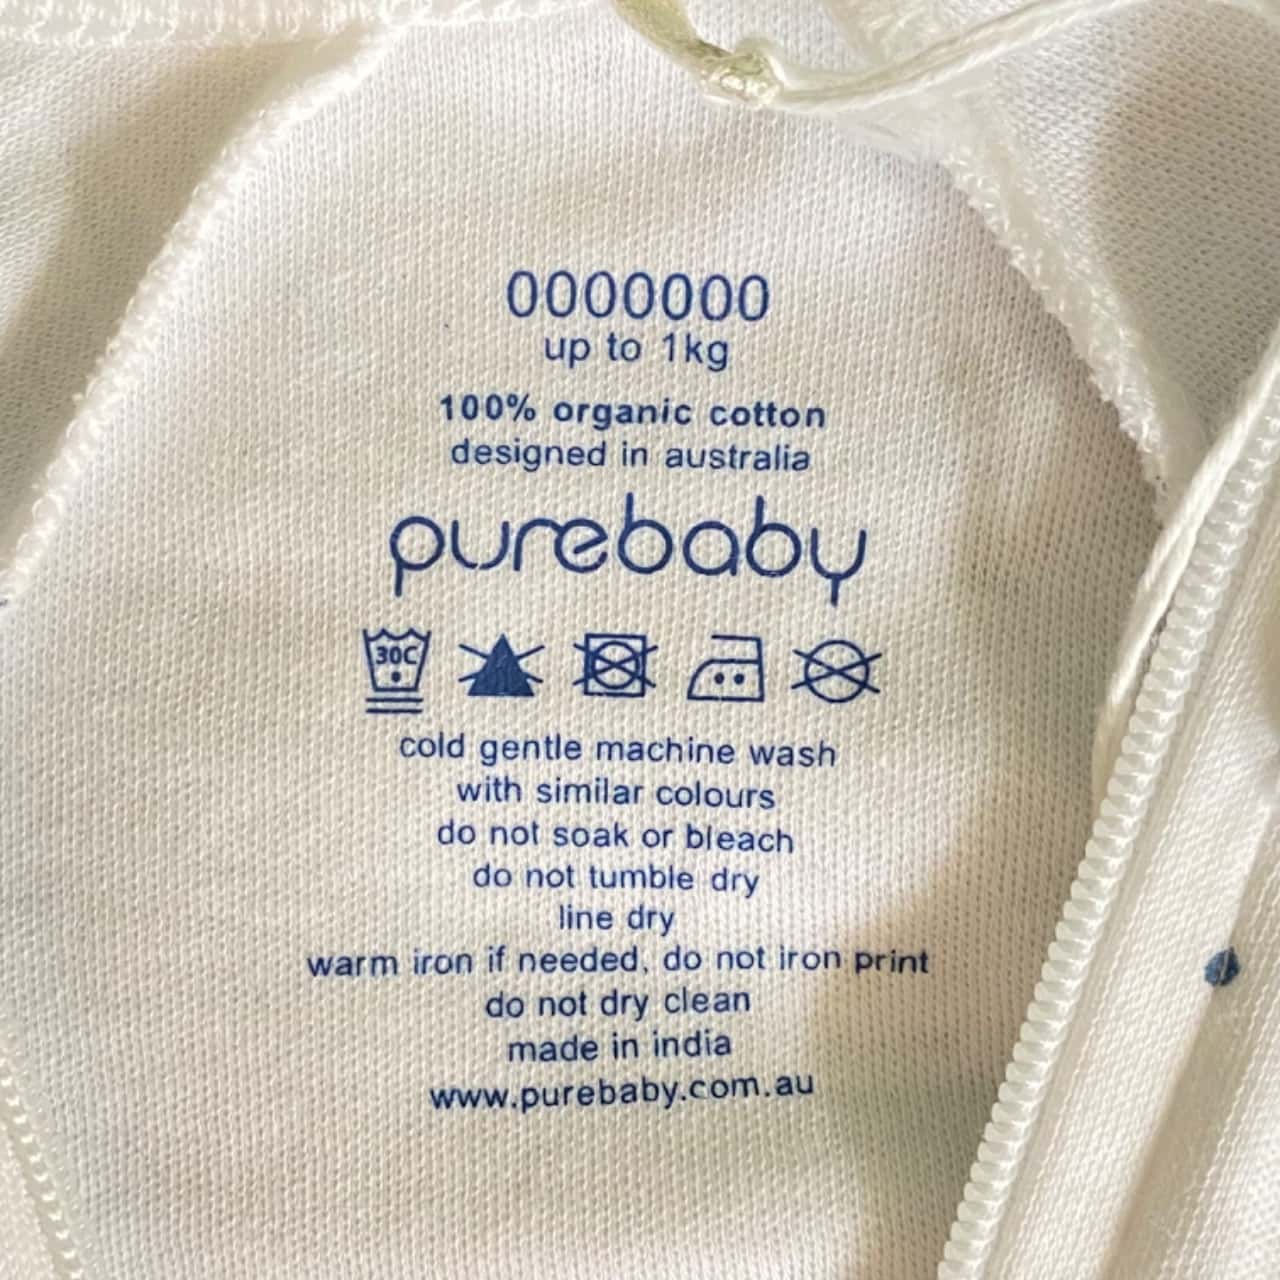 0000000
up to 1kg
100% organic cotton
designed in australia
purebaby
30C
cold gentle machine wash
with similar colours
do not soak or bleach
do not tumble dry
line dry
warm iron if needed, do not iron print
do not dry clean
made in india
www.purebaby.com.au